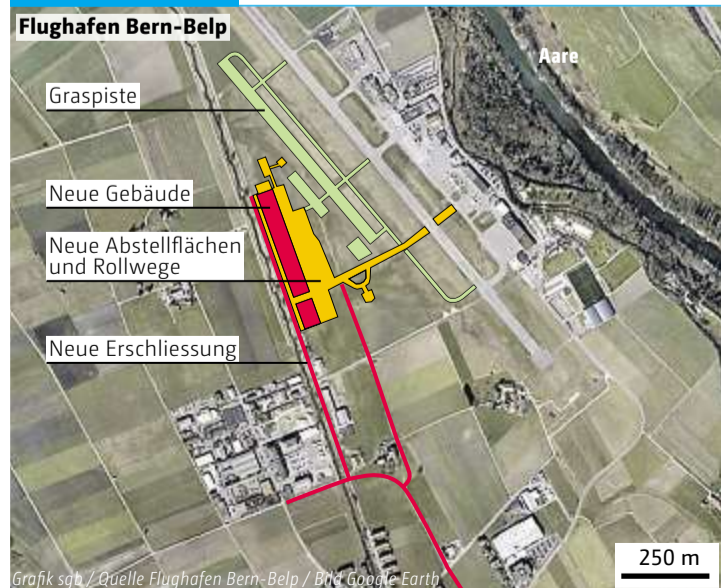 Flughafen Bern-Belp
Aare
Graspiste
Neue Gebäude
Neue Abstellflächen
und Rollwege
Neue Erschliessung
250 m
Grafik sgb / Quelle Flughafen Bern-Belp / Bild Google Earth